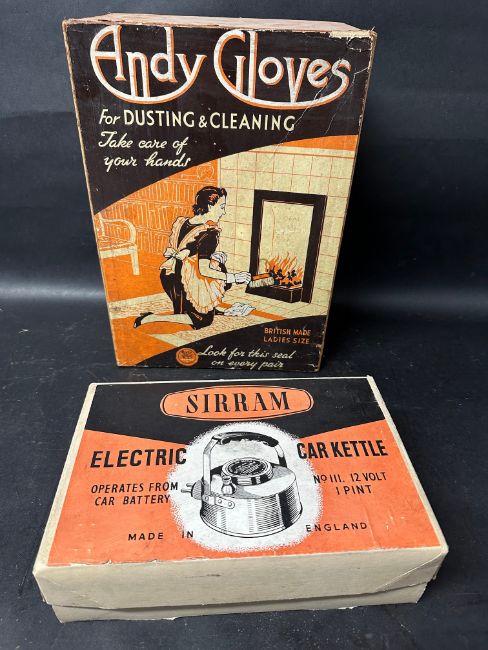 Andy Gloves
For DUSTING & CLEANING
Take care of
your hands
BRITISH MADE
LADIES SIZE
Look for this seal
on every pair
SIRRAM
ELECTRIC CAR KETTLE
OPERATES FROM
CAR BATTERY
Nº 111. 12 VOLT
1 PINT
MADE IN ENGLAND